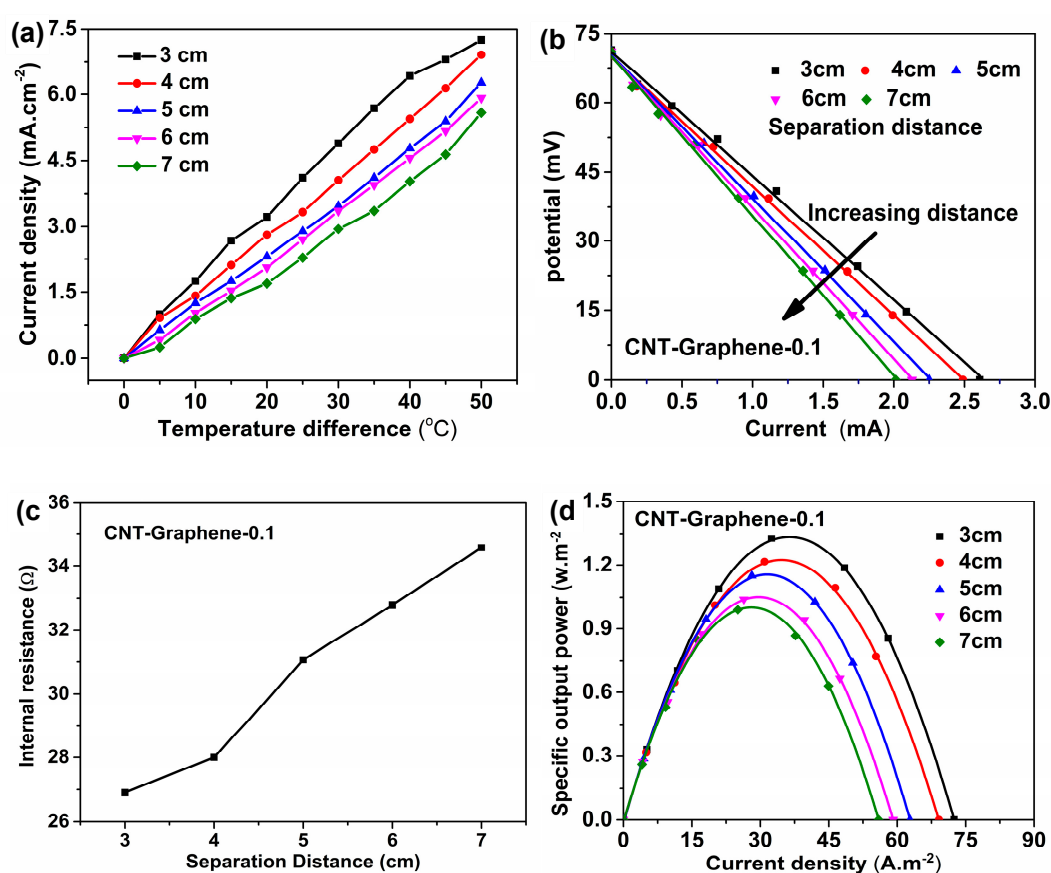 (a)
7.5
6.0
4.5
3.0
1.5
0.0
Current density (mA.cm⁻²)
3 cm
4 cm
5 cm
6 cm
7 cm
0 10 20 30 40 50
Temperature difference (°C)
(b)
75
60
45
30
15
0
potential (mV)
3cm 4cm 5cm
6cm 7cm
Separation distance
Increasing distance
CNT-Graphene-0.1
0.0 0.5 1.0 1.5 2.0 2.5 3.0
Current (mA)
(c
36
34
32
30
28
26
Internal resistance (Ω)
CNT-Graphene-0.1
3 4 5 6 7
Separation Distance (cm)
(d
1.5
1.2
0.9
0.6
0.3
0.0
Specific output power (w.m⁻²)
CNT-Graphene-0.1
3cm
4cm
5cm
6cm
7cm
0 15 30 45 60 75 90
Current density (A.m⁻²)